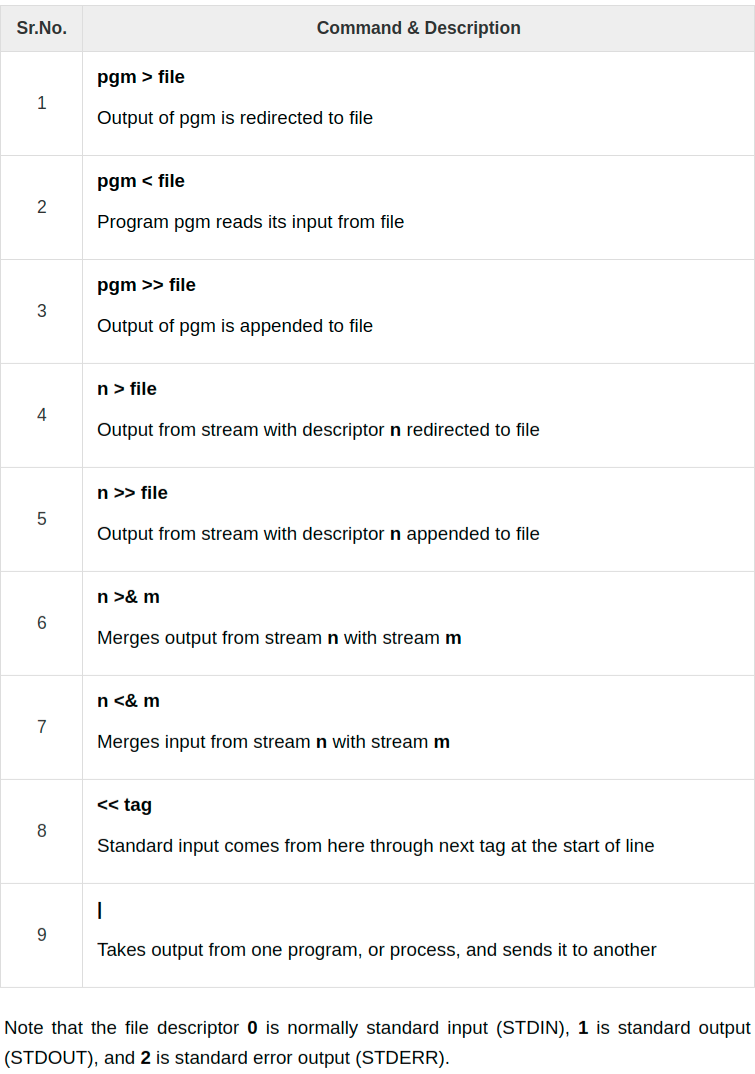 Sr.No. Command & Description
1
pgm > file
Output of pgm is redirected to file
2
pgm < file
Program pgm reads its input from file
3
pgm >> file
Output of pgm is appended to file
4
n > file
Output from stream with descriptor n redirected to file
5
n >> file
Output from stream with descriptor n appended to file
6
n >& m
Merges output from stream n with stream m
7
n <& m
Merges input from stream n with stream m
8
<< tag
Standard input comes from here through next tag at the start of line
9
|
Takes output from one program, or process, and sends it to another
Note that the file descriptor 0 is normally standard input (STDIN), 1 is standard output
(STDOUT), and 2 is standard error output (STDERR).